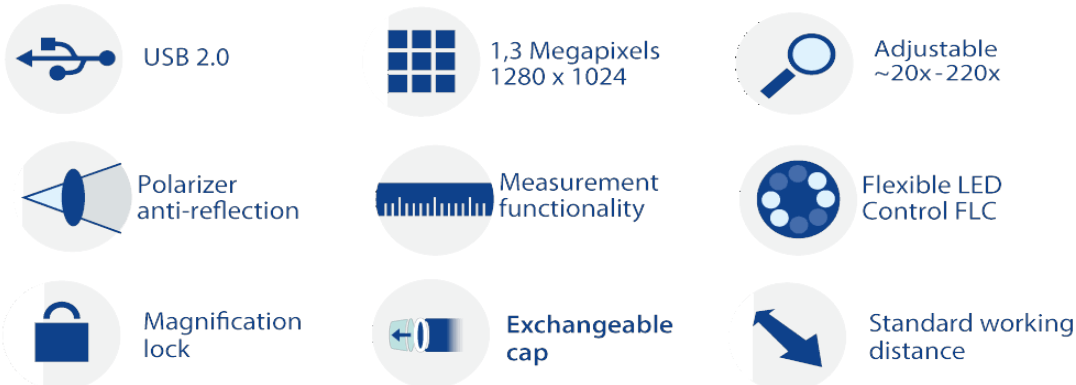 USB 2.0
1,3 Megapixels
1280 x 1024
Adjustable
~20x-220x
Polarizer
anti-reflection
Measurement
functionality
Flexible LED
Control FLC
Magnification
lock
Exchangeable
cap
Standard working
distance